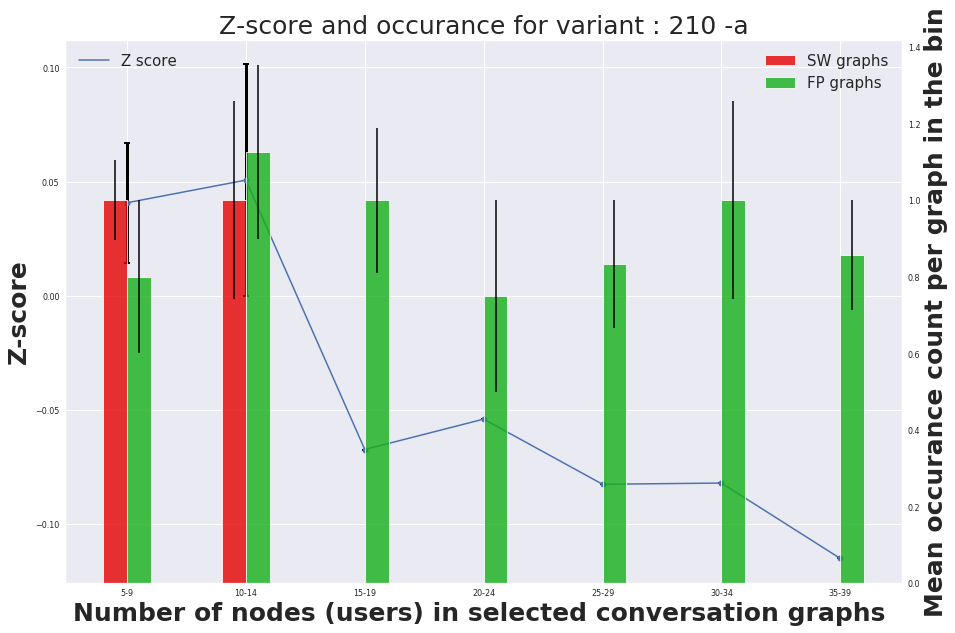 Z-score and occurance for variant : 210 -a
Z score
SW graphs
FP graphs
Z-score
0.10
0.05
0.00
−0.05
−0.10
1.4
1.2
1.0
0.8
0.6
0.4
0.2
0.0
Mean occurance count per graph in the bin
5-9 10-14 15-19 20-24 25-29 30-34 35-39
Number of nodes (users) in selected conversation graphs